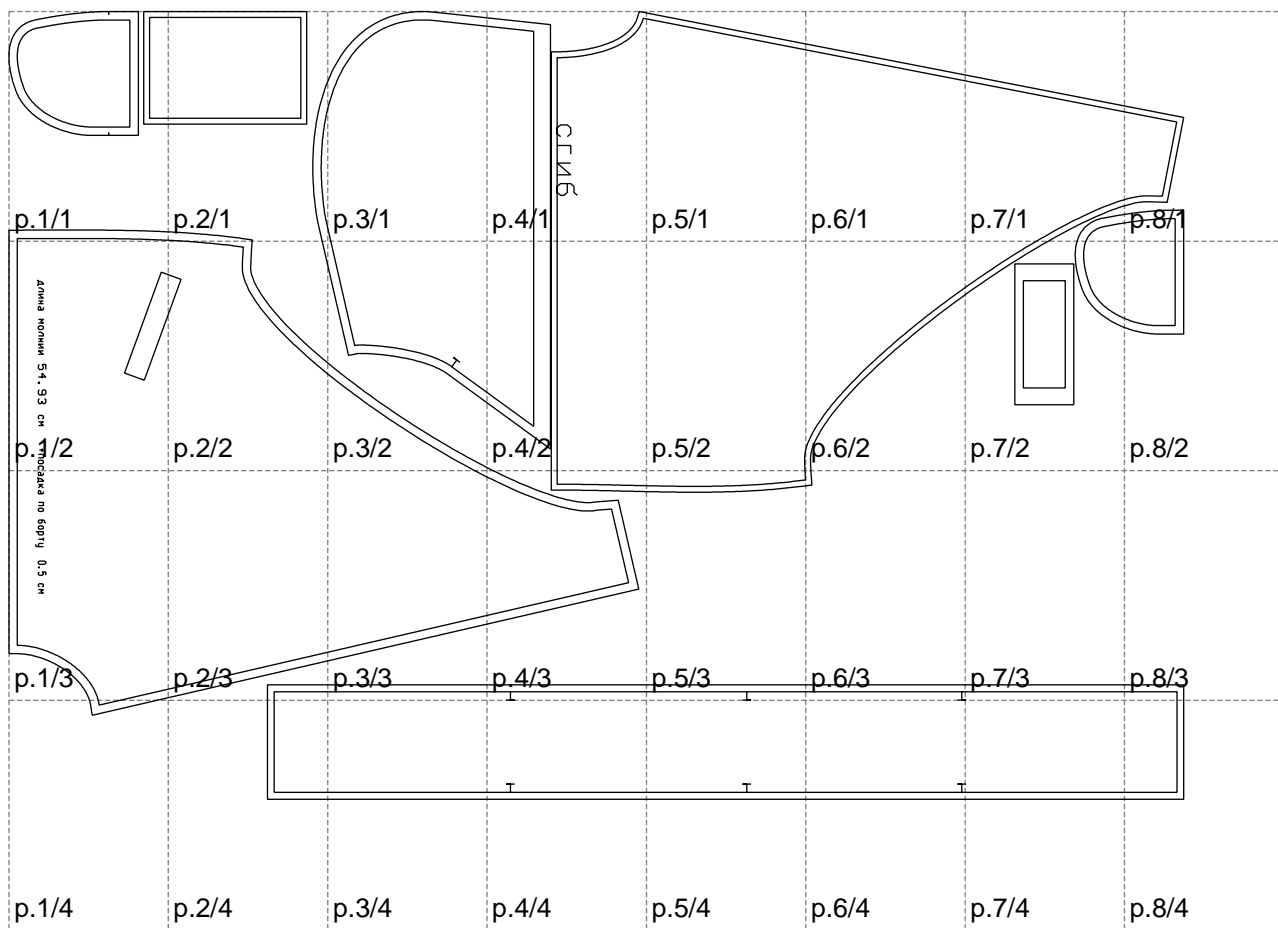 СГИБ
p.1/1 p.2/1 p.3/1 p.4/1 p.5/1 p.6/1 p.7/1 p.8/1
длина молнии 54.93 см посадка по борту 0.5 см
p.1/2 p.2/2 p.3/2 p.4/2 p.5/2 p.6/2 p.7/2 p.8/2
p.1/3 p.2/3 p.3/3 p.4/3 p.5/3 p.6/3 p.7/3 p.8/3
p.1/4 p.2/4 p.3/4 p.4/4 p.5/4 p.6/4 p.7/4 p.8/4